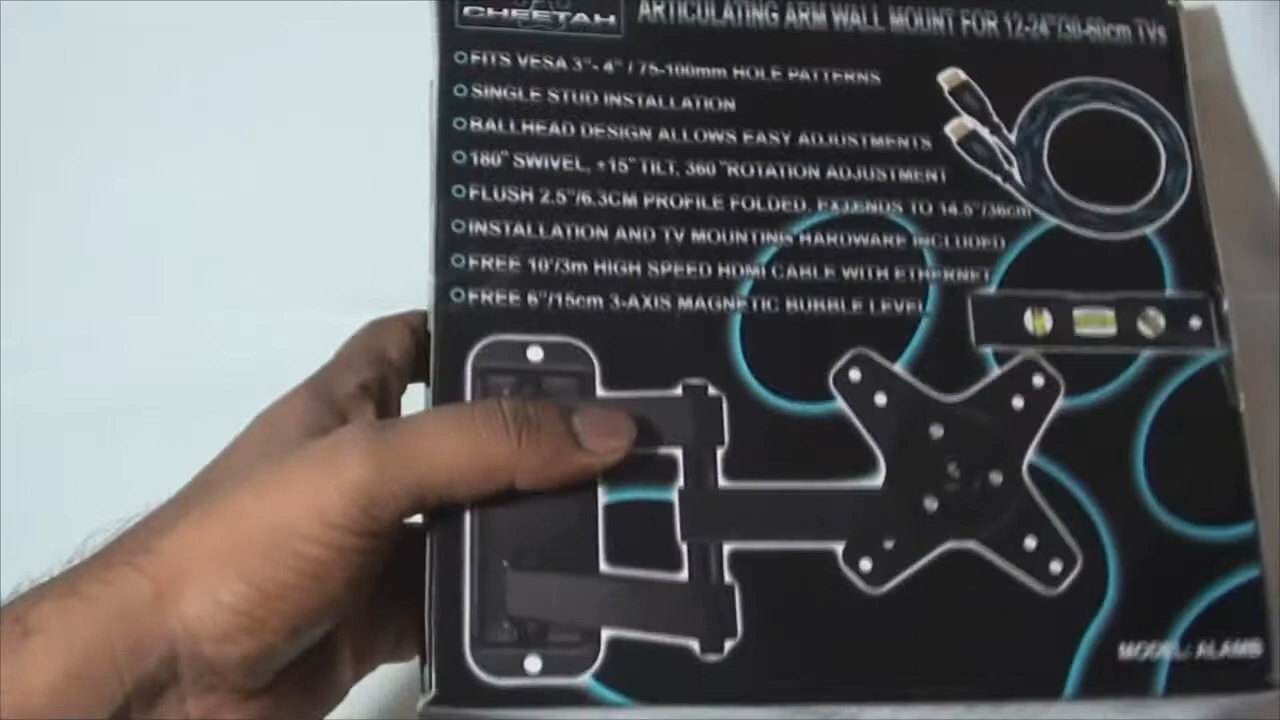 CHEETAH
ARTICULATING ARM WALL MOUNT FOR 12-24"/30-60cm TVs
FITS VESA 3"- 4" / 75-100mm HOLE PATTERNS
SINGLE STUD INSTALLATION
BALLHEAD DESIGN ALLOWS EASY ADJUSTMENTS
180° SWIVEL, +15° TILT, 360 °ROTATION ADJUSTMENT
FLUSH 2.5"/6.3CM PROFILE FOLDED, EXTENDS TO 14.5"/36cm
INSTALLATION AND TV MOUNTING HARDWARE INCLUDED
FREE 10'/3m HIGH SPEED HDMI CABLE WITH ETHERNET
FREE 6"/15cm 3-AXIS MAGNETIC BUBBLE LEVEL
MODEL: ALAMB